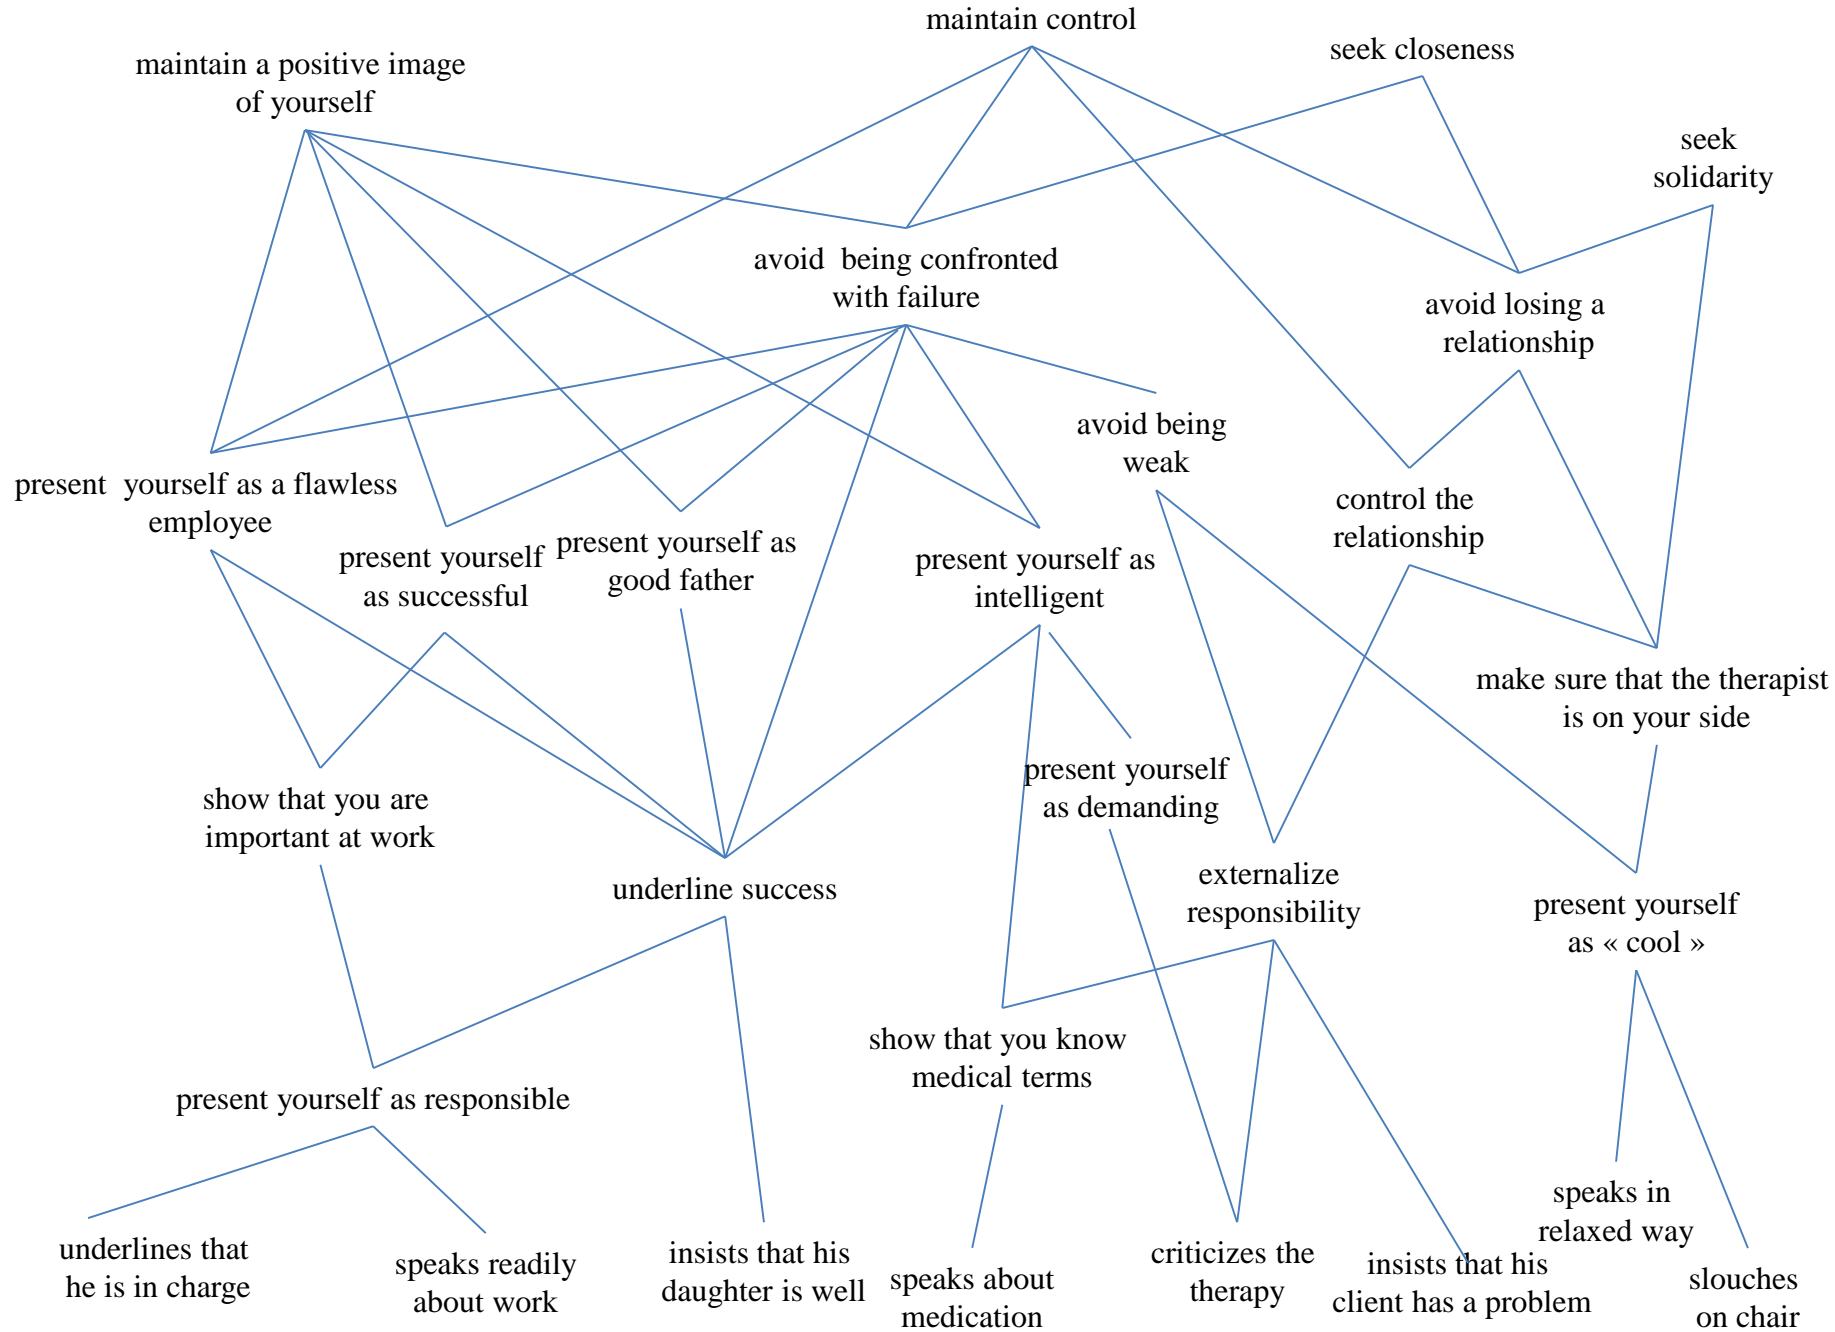 maintain control
seek closeness
maintain a positive image
of yourself
seek
solidarity
avoid being confronted
with failure
avoid losing a
relationship
avoid being
weak
present yourself as a flawless
employee
control the
relationship
present yourself
as successful
present yourself as
good father
present yourself as
intelligent
make sure that the therapist
is on your side
present yourself
as demanding
show that you are
important at work
underline success
externalize
responsibility
present yourself
as « cool »
show that you know
medical terms
present yourself as responsible
speaks in
relaxed way
underlines that
he is in charge
speaks readily
about work
insists that his
daughter is well
speaks about
medication
criticizes the
therapy
insists that his
client has a problem
slouches
on chair